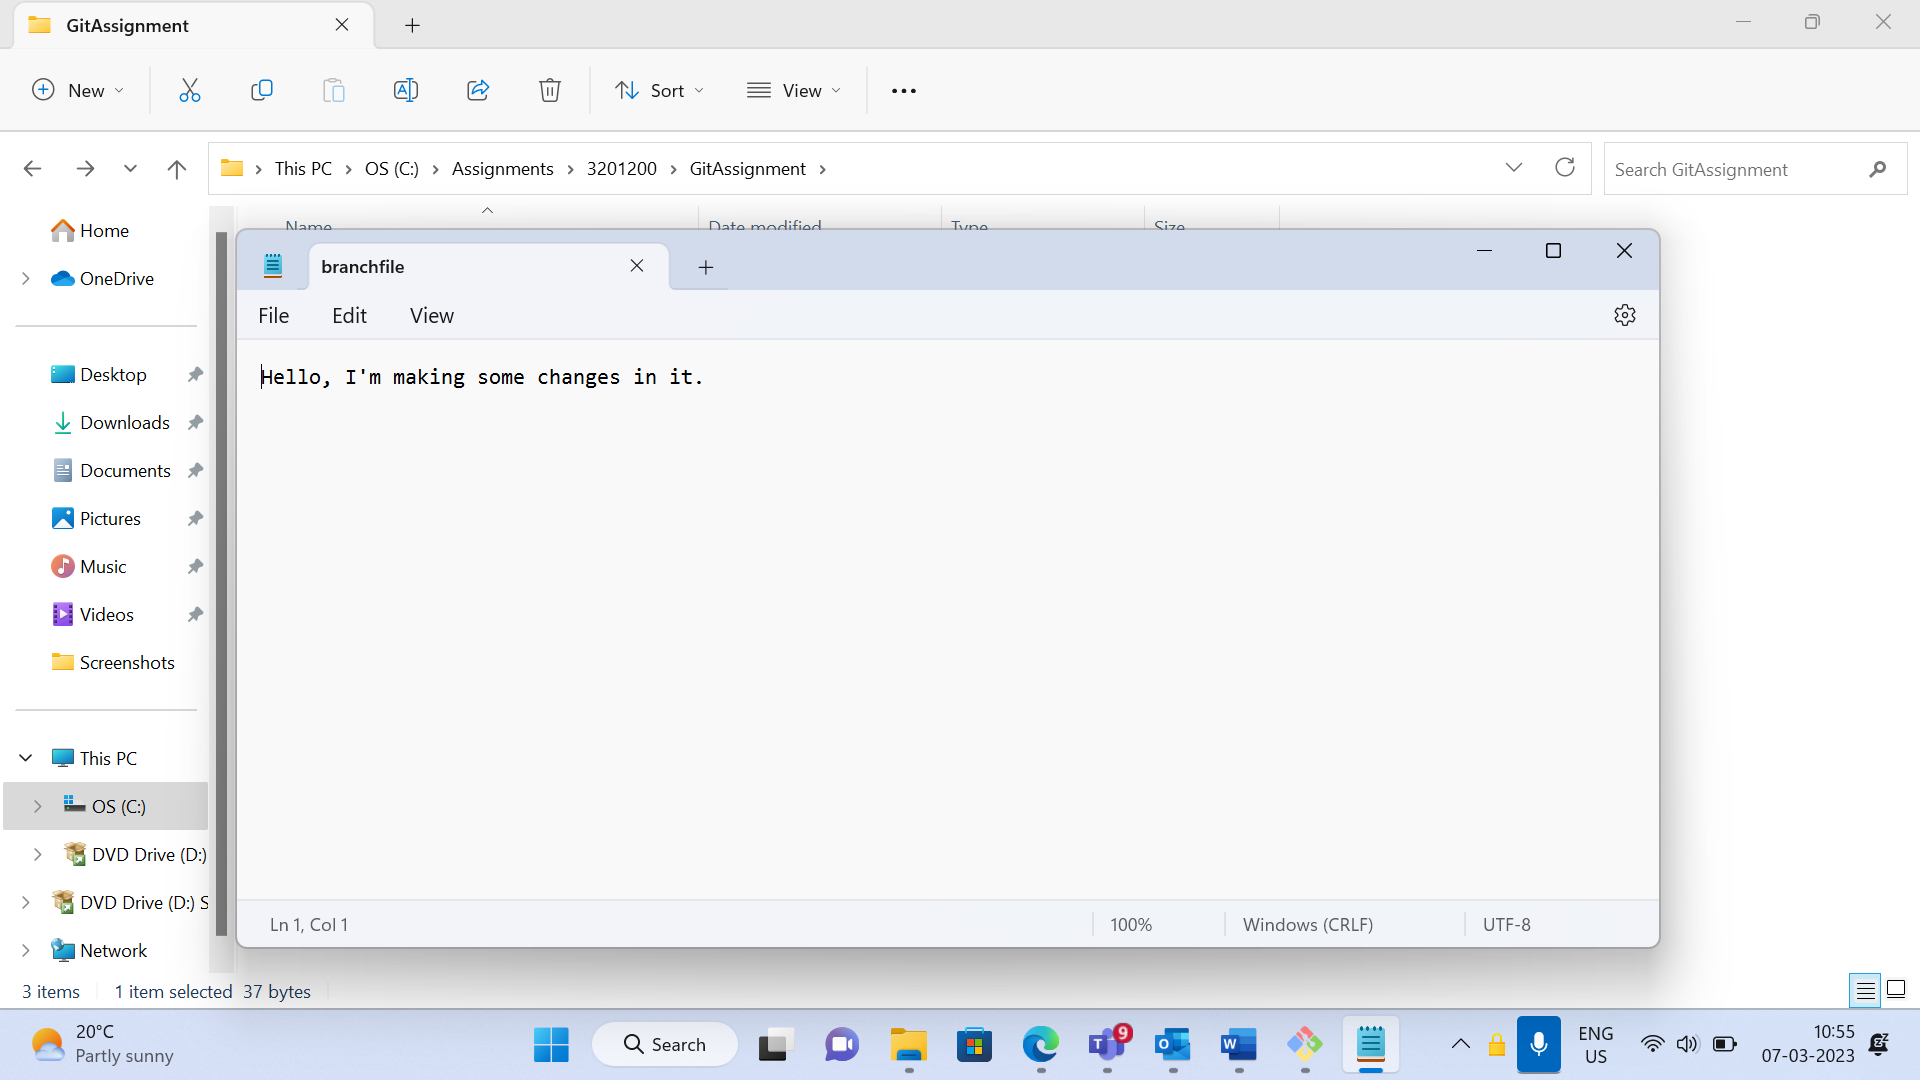 GitAssignment
New
Sort
View
This PC
OS (C:)
Assignments
3201200
GitAssignment
Search GitAssignment
Name
Date modified
Type
Size
Home
OneDrive
Desktop
Downloads
Documents
Pictures
Music
Videos
Screenshots
This PC
OS (C:)
DVD Drive (D:)
DVD Drive (D:) S
Network
branchfile
File Edit View
Hello, I'm making some changes in it.
Ln 1, Col 1
100%
Windows (CRLF)
UTF-8
3 items
1 item selected 37 bytes
20°C
Partly sunny
Search
9
ENG
US
10:55
07-03-2023